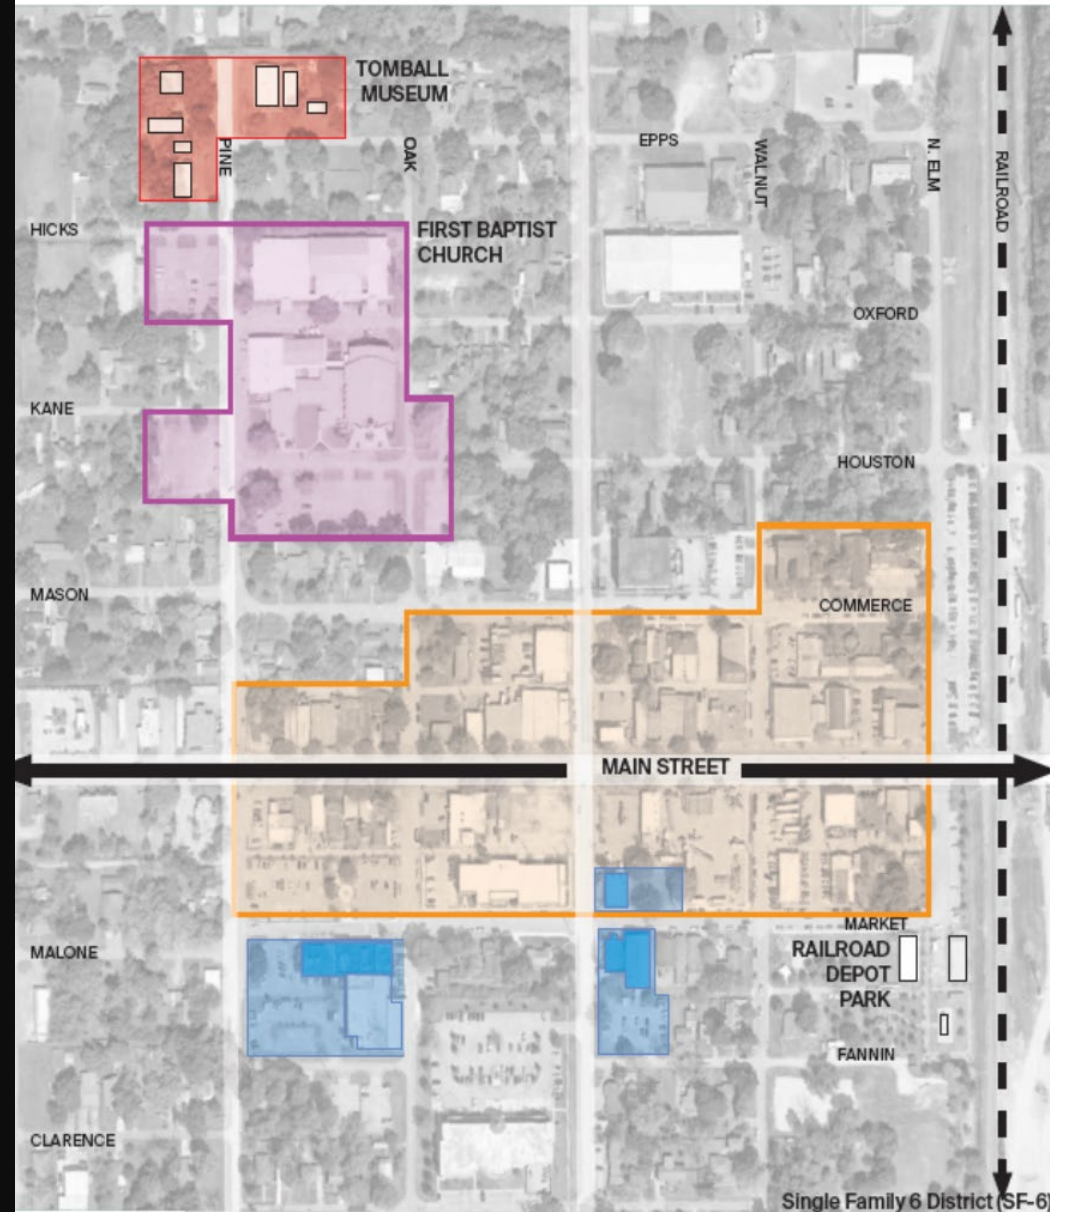 TOMBALL
MUSEUM
EPPS
PINE
OAK
WALNUT
N. ELM
RAILROAD
HICKS
FIRST BAPTIST
CHURCH
OXFORD
KANE
HOUSTON
MASON
COMMERCE
MAIN STREET
MARKET
MALONE
RAILROAD
DEPOT
PARK
FANNIN
CLARENCE
Single Family 6 District (SF-6)